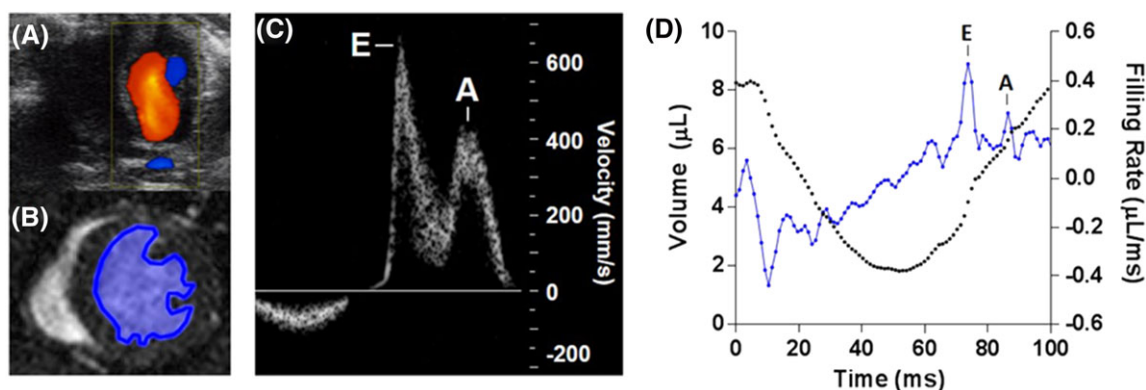 (A)
(B)
(C)
E
A
600
400
200
0
-200
Velocity (mm/s)
(D)
E
A
10
8
6
4
2
0
Volume (μL)
0.6
0.4
0.2
0.0
-0.2
-0.4
-0.6
Filling Rate (μL/ms)
0 20 40 60 80 100
Time (ms)